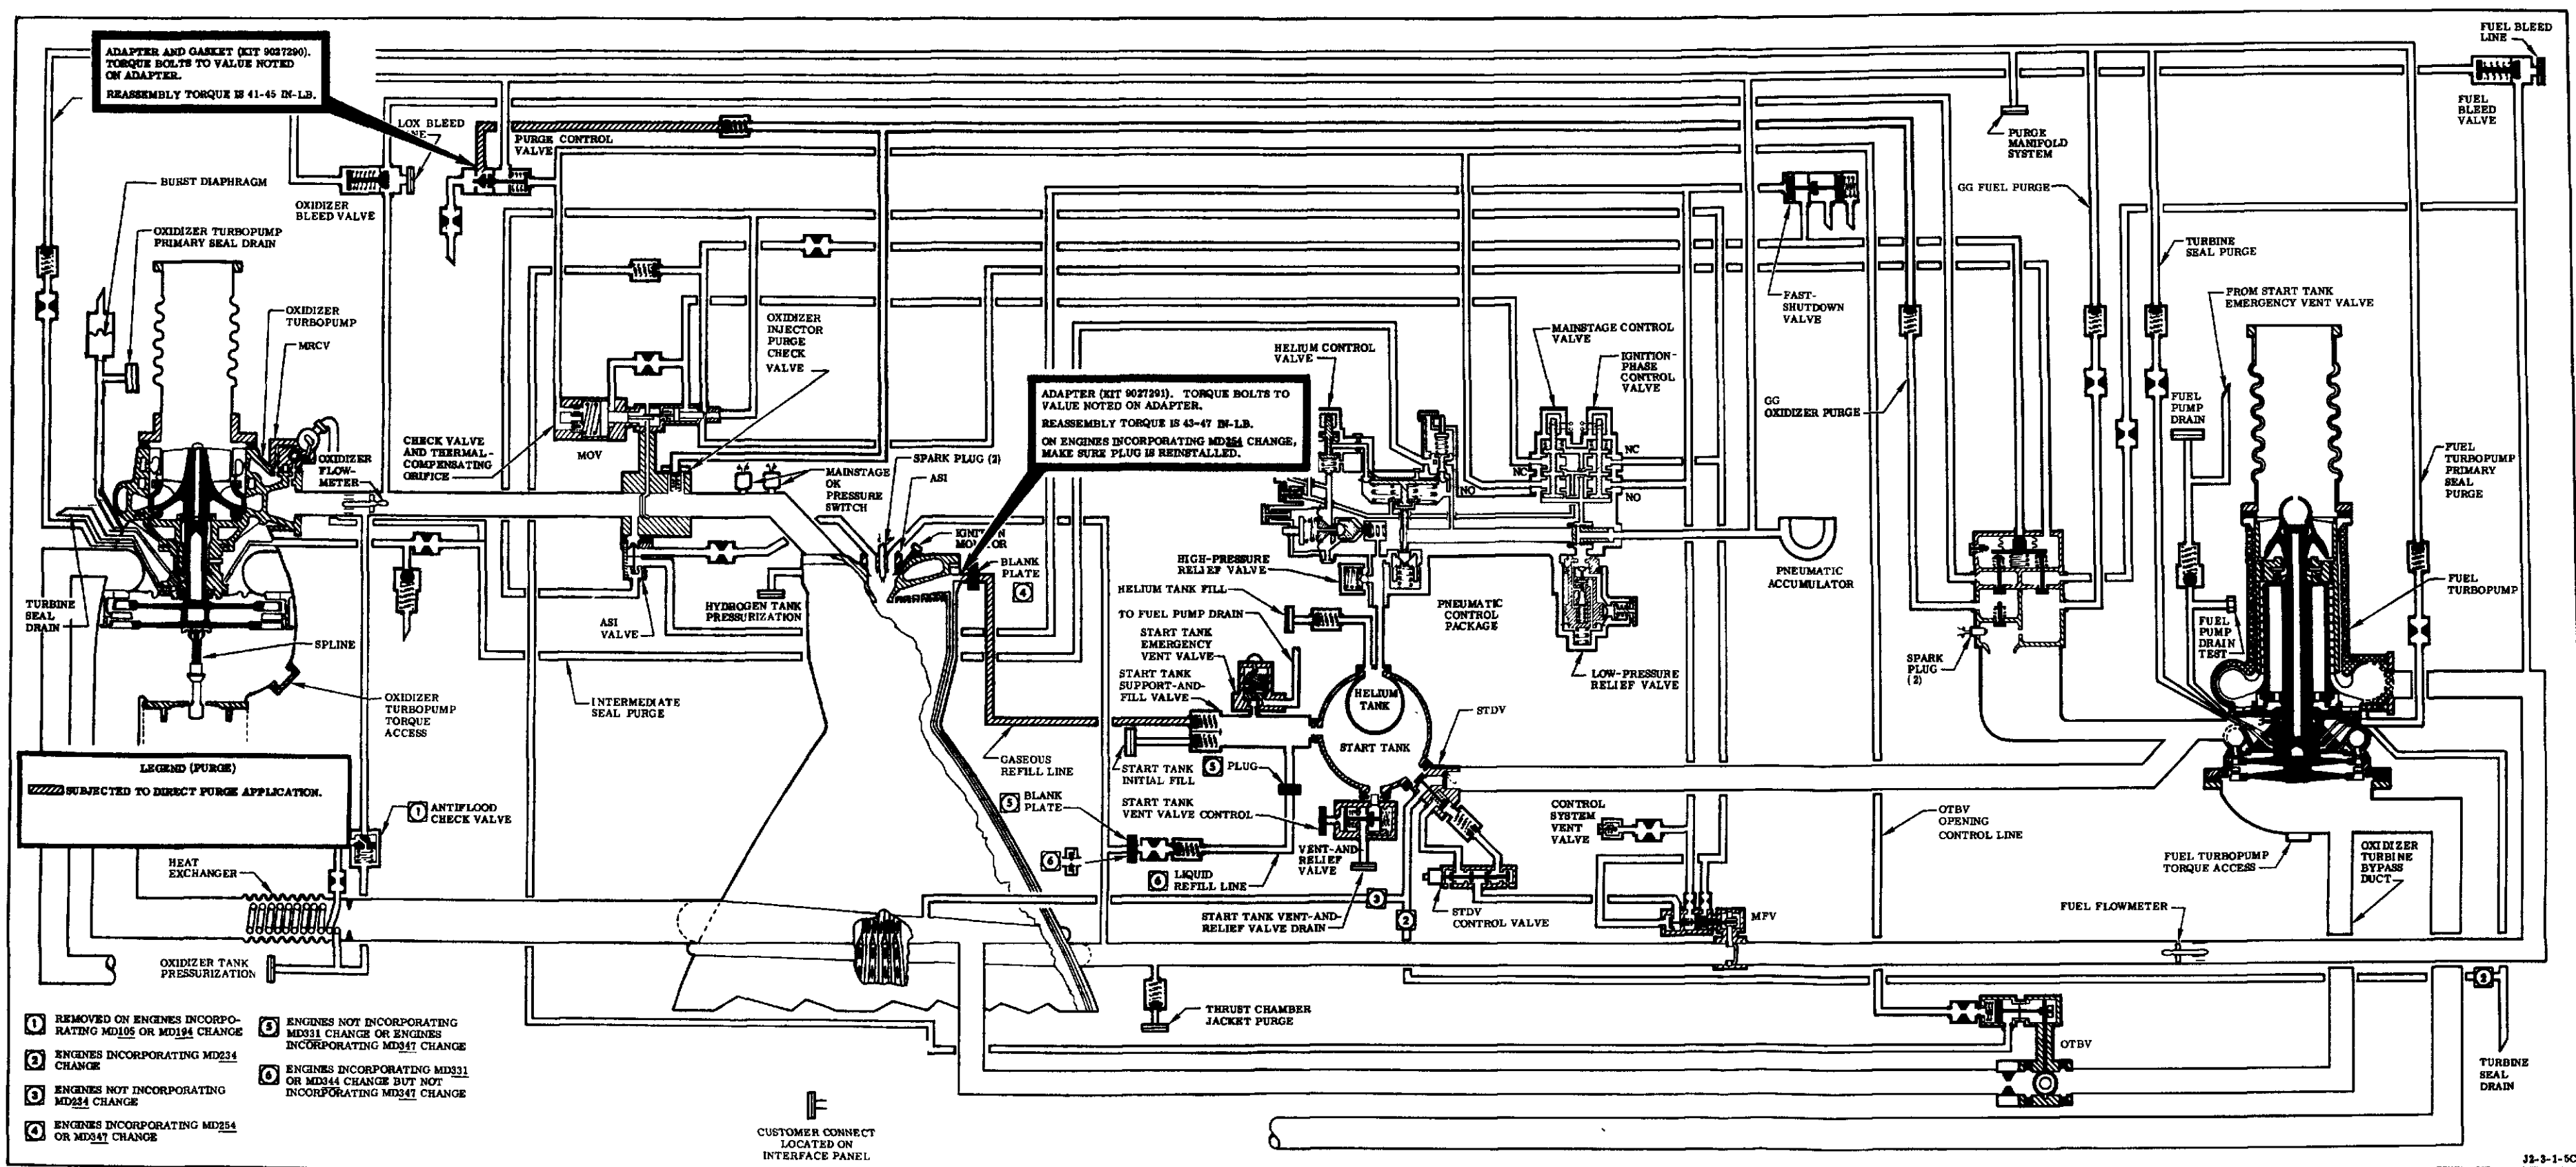 ADAPTER AND GASKET (KIT 9027290).
TORQUE BOLTS TO VALUE NOTED
ON ADAPTER.
REASSEMBLY TORQUE IS 41-45 IN-LB.
LOX BLEED
PURGE CONTROL
VALVE
BURST DIAPHRAGM
OXIDIZER
BLEED VALVE
OXIDIZER TURBOPUMP
PRIMARY SEAL DRAIN
OXIDIZER
TURBOPUMP
MRCV
OXIDIZER
FLOW-
METER
CHECK VALVE
AND THERMAL-
COMPENSATING
ORIFICE
MOV
OXIDIZER
INJECTOR
PURGE
CHECK
VALVE
MAINSTAGE
OK
PRESSURE
SWITCH
SPARK PLUG (2)
ASI
BLANK
PLATE
4
HYDROGEN TANK
PRESSURIZATION
ASI
VALVE
TURBINE
SEAL
DRAIN
SPLINE
OXIDIZER
TURBOPUMP
TORQUE
ACCESS
INTERMEDIATE
SEAL PURGE
LEGEND (PURGE)
SUBJECTED TO DIRECT PURGE APPLICATION.
1 ANTIFLOOD
CHECK VALVE
HEAT
EXCHANGER
OXIDIZER TANK
PRESSURIZATION
ADAPTER (KIT 9027291). TORQUE BOLTS TO
VALUE NOTED ON ADAPTER.
REASSEMBLY TORQUE IS 43-47 IN-LB.
ON ENGINES INCORPORATING MD254 CHANGE,
MAKE SURE PLUG IS REINSTALLED.
HELIUM CONTROL
VALVE
MAINSTAGE CONTROL
VALVE
IGNITION-
PHASE
CONTROL
VALVE
NC
NC
NO
NO
HIGH-PRESSURE
RELIEF VALVE
HELIUM TANK FILL
TO FUEL PUMP DRAIN
START TANK
EMERGENCY
VENT VALVE
START TANK
SUPPORT-AND-
FILL VALVE
HELIUM
TANK
START TANK
STDV
PNEUMATIC
CONTROL
PACKAGE
LOW-PRESSURE
RELIEF VALVE
PNEUMATIC
ACCUMULATOR
GASEOUS
REFILL LINE
START TANK
INITIAL FILL
5 PLUG
5 BLANK
PLATE
START TANK
VENT VALVE CONTROL
6
6 LIQUID
REFILL LINE
VENT-AND-
RELIEF
VALVE
START TANK VENT-AND-
RELIEF VALVE DRAIN
3
2
STDV
CONTROL VALVE
CONTROL
SYSTEM
VENT
VALVE
MFV
THRUST CHAMBER
JACKET PURGE
FUEL BLEED
LINE
FUEL
BLEED
VALVE
PURGE
MANIFOLD
SYSTEM
GG FUEL PURGE
TURBINE
SEAL PURGE
FAST-
SHUTDOWN
VALVE
FROM START TANK
EMERGENCY VENT VALVE
GG
OXIDIZER PURGE
FUEL
PUMP
DRAIN
FUEL
TURBOPUMP
PRIMARY
SEAL
PURGE
FUEL
TURBOPUMP
FUEL
PUMP
DRAIN
TEST
SPARK
PLUG
(2)
OTBV
OPENING
CONTROL LINE
FUEL TURBOPUMP
TORQUE ACCESS
OXIDIZER
TURBINE
BYPASS
DUCT
FUEL FLOWMETER
2
OTBV
TURBINE
SEAL
DRAIN
1 REMOVED ON ENGINES INCORPO-
RATING MD105 OR MD194 CHANGE
2 ENGINES INCORPORATING MD234
CHANGE
3 ENGINES NOT INCORPORATING
MD234 CHANGE
4 ENGINES INCORPORATING MD254
OR MD347 CHANGE
5 ENGINES NOT INCORPORATING
MD331 CHANGE OR ENGINES
INCORPORATING MD347 CHANGE
6 ENGINES INCORPORATING MD331
OR MD344 CHANGE BUT NOT
INCORPORATING MD347 CHANGE
CUSTOMER CONNECT
LOCATED ON
INTERFACE PANEL
J2-3-1-5C